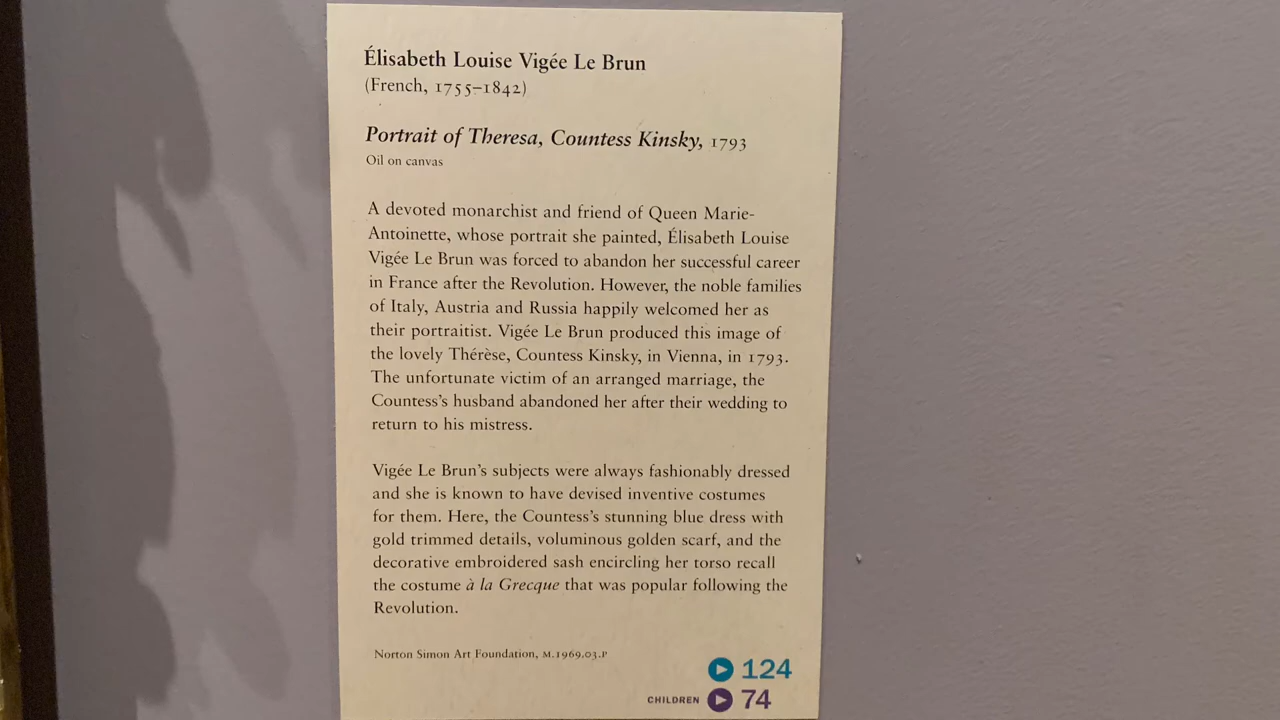 Élisabeth Louise Vigée Le Brun
(French, 1755–1842)
Portrait of Theresa, Countess Kinsky, 1793
Oil on canvas
A devoted monarchist and friend of Queen Marie-
Antoinette, whose portrait she painted, Élisabeth Louise
Vigée Le Brun was forced to abandon her successful career
in France after the Revolution. However, the noble families
of Italy, Austria and Russia happily welcomed her as
their portraitist. Vigée Le Brun produced this image of
the lovely Thérèse, Countess Kinsky, in Vienna, in 1793.
The unfortunate victim of an arranged marriage, the
Countess's husband abandoned her after their wedding to
return to his mistress.
Vigée Le Brun's subjects were always fashionably dressed
and she is known to have devised inventive costumes
for them. Here, the Countess's stunning blue dress with
gold trimmed details, voluminous golden scarf, and the
decorative embroidered sash encircling her torso recall
the costume à la Grecque that was popular following the
Revolution.
Norton Simon Art Foundation, M.1969.03.P
124
CHILDREN 74